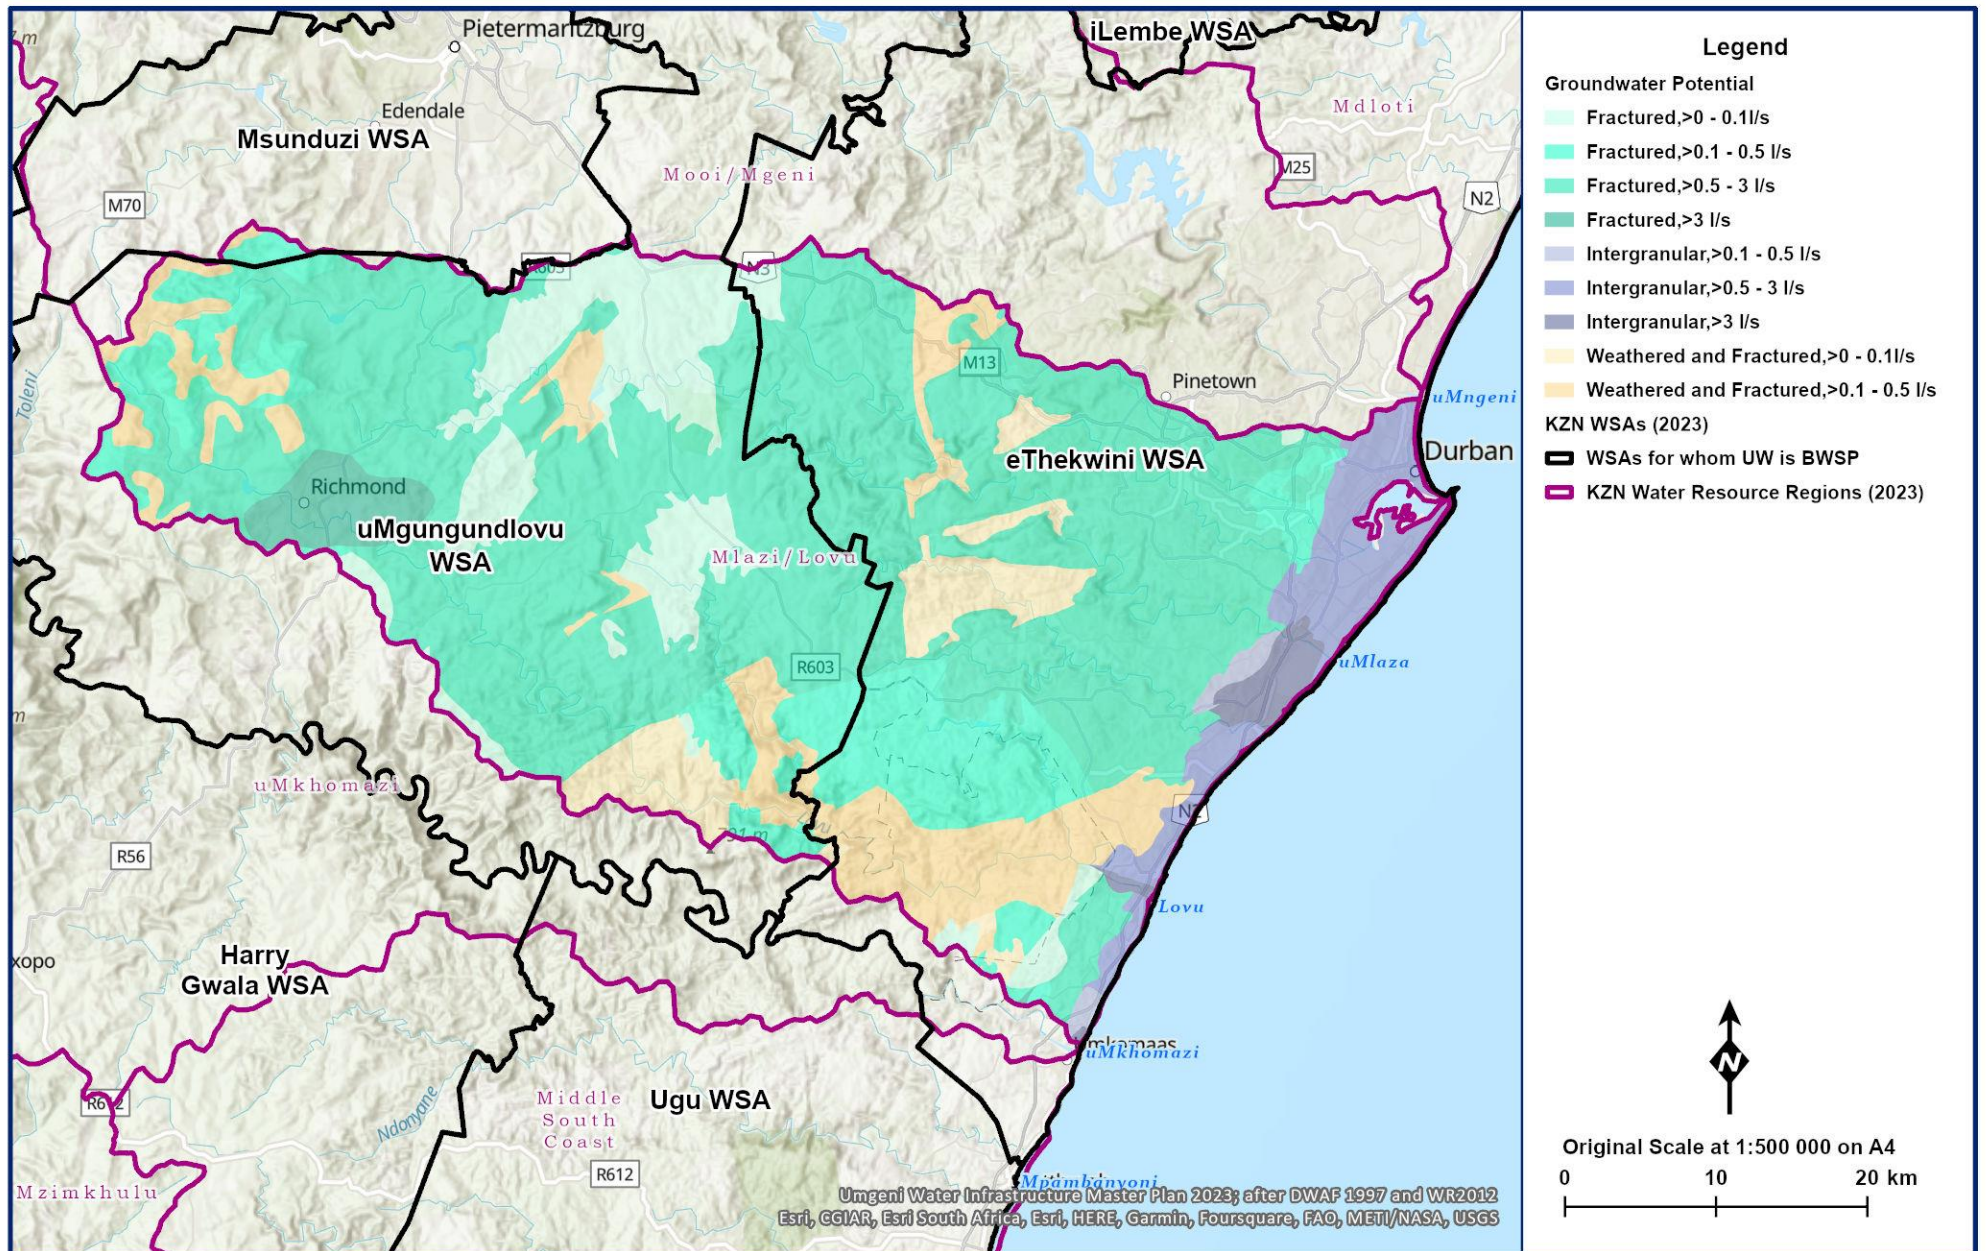 Pietermaritzburg
iLembe WSA
Edendale
Msunduzi WSA
Mdloti
Mooi/Mgeni
M25
M70
N2
R603
N3
Toleni
M13
Pinetown
uMngeni
Durban
eThekwini WSA
Richmond
uMgungundlovu
WSA
Mlazi/Lovu
R603
uMlaza
m
uMkhomazi
N2
791 m
R56
Lovu
Harry
Gwala WSA
xopo
uMkhomazi
R612
Ndonyane
Middle
South
Coast
Ugu WSA
R612
Mzimkhulu
Mpambanyoni
Umgeni Water Infrastructure Master Plan 2023; after DWAF 1997 and WR2012
Esri, CGIAR, Esri South Africa, Esri, HERE, Garmin, Foursquare, FAO, METI/NASA, USGS
Legend
Groundwater Potential
Fractured,>0 - 0.1l/s
Fractured,>0.1 - 0.5 l/s
Fractured,>0.5 - 3 l/s
Fractured,>3 l/s
Intergranular,>0.1 - 0.5 l/s
Intergranular,>0.5 - 3 l/s
Intergranular,>3 l/s
Weathered and Fractured,>0 - 0.1l/s
Weathered and Fractured,>0.1 - 0.5 l/s
KZN WSAs (2023)
WSAs for whom UW is BWSP
KZN Water Resource Regions (2023)
N
Original Scale at 1:500 000 on A4
0 10 20 km